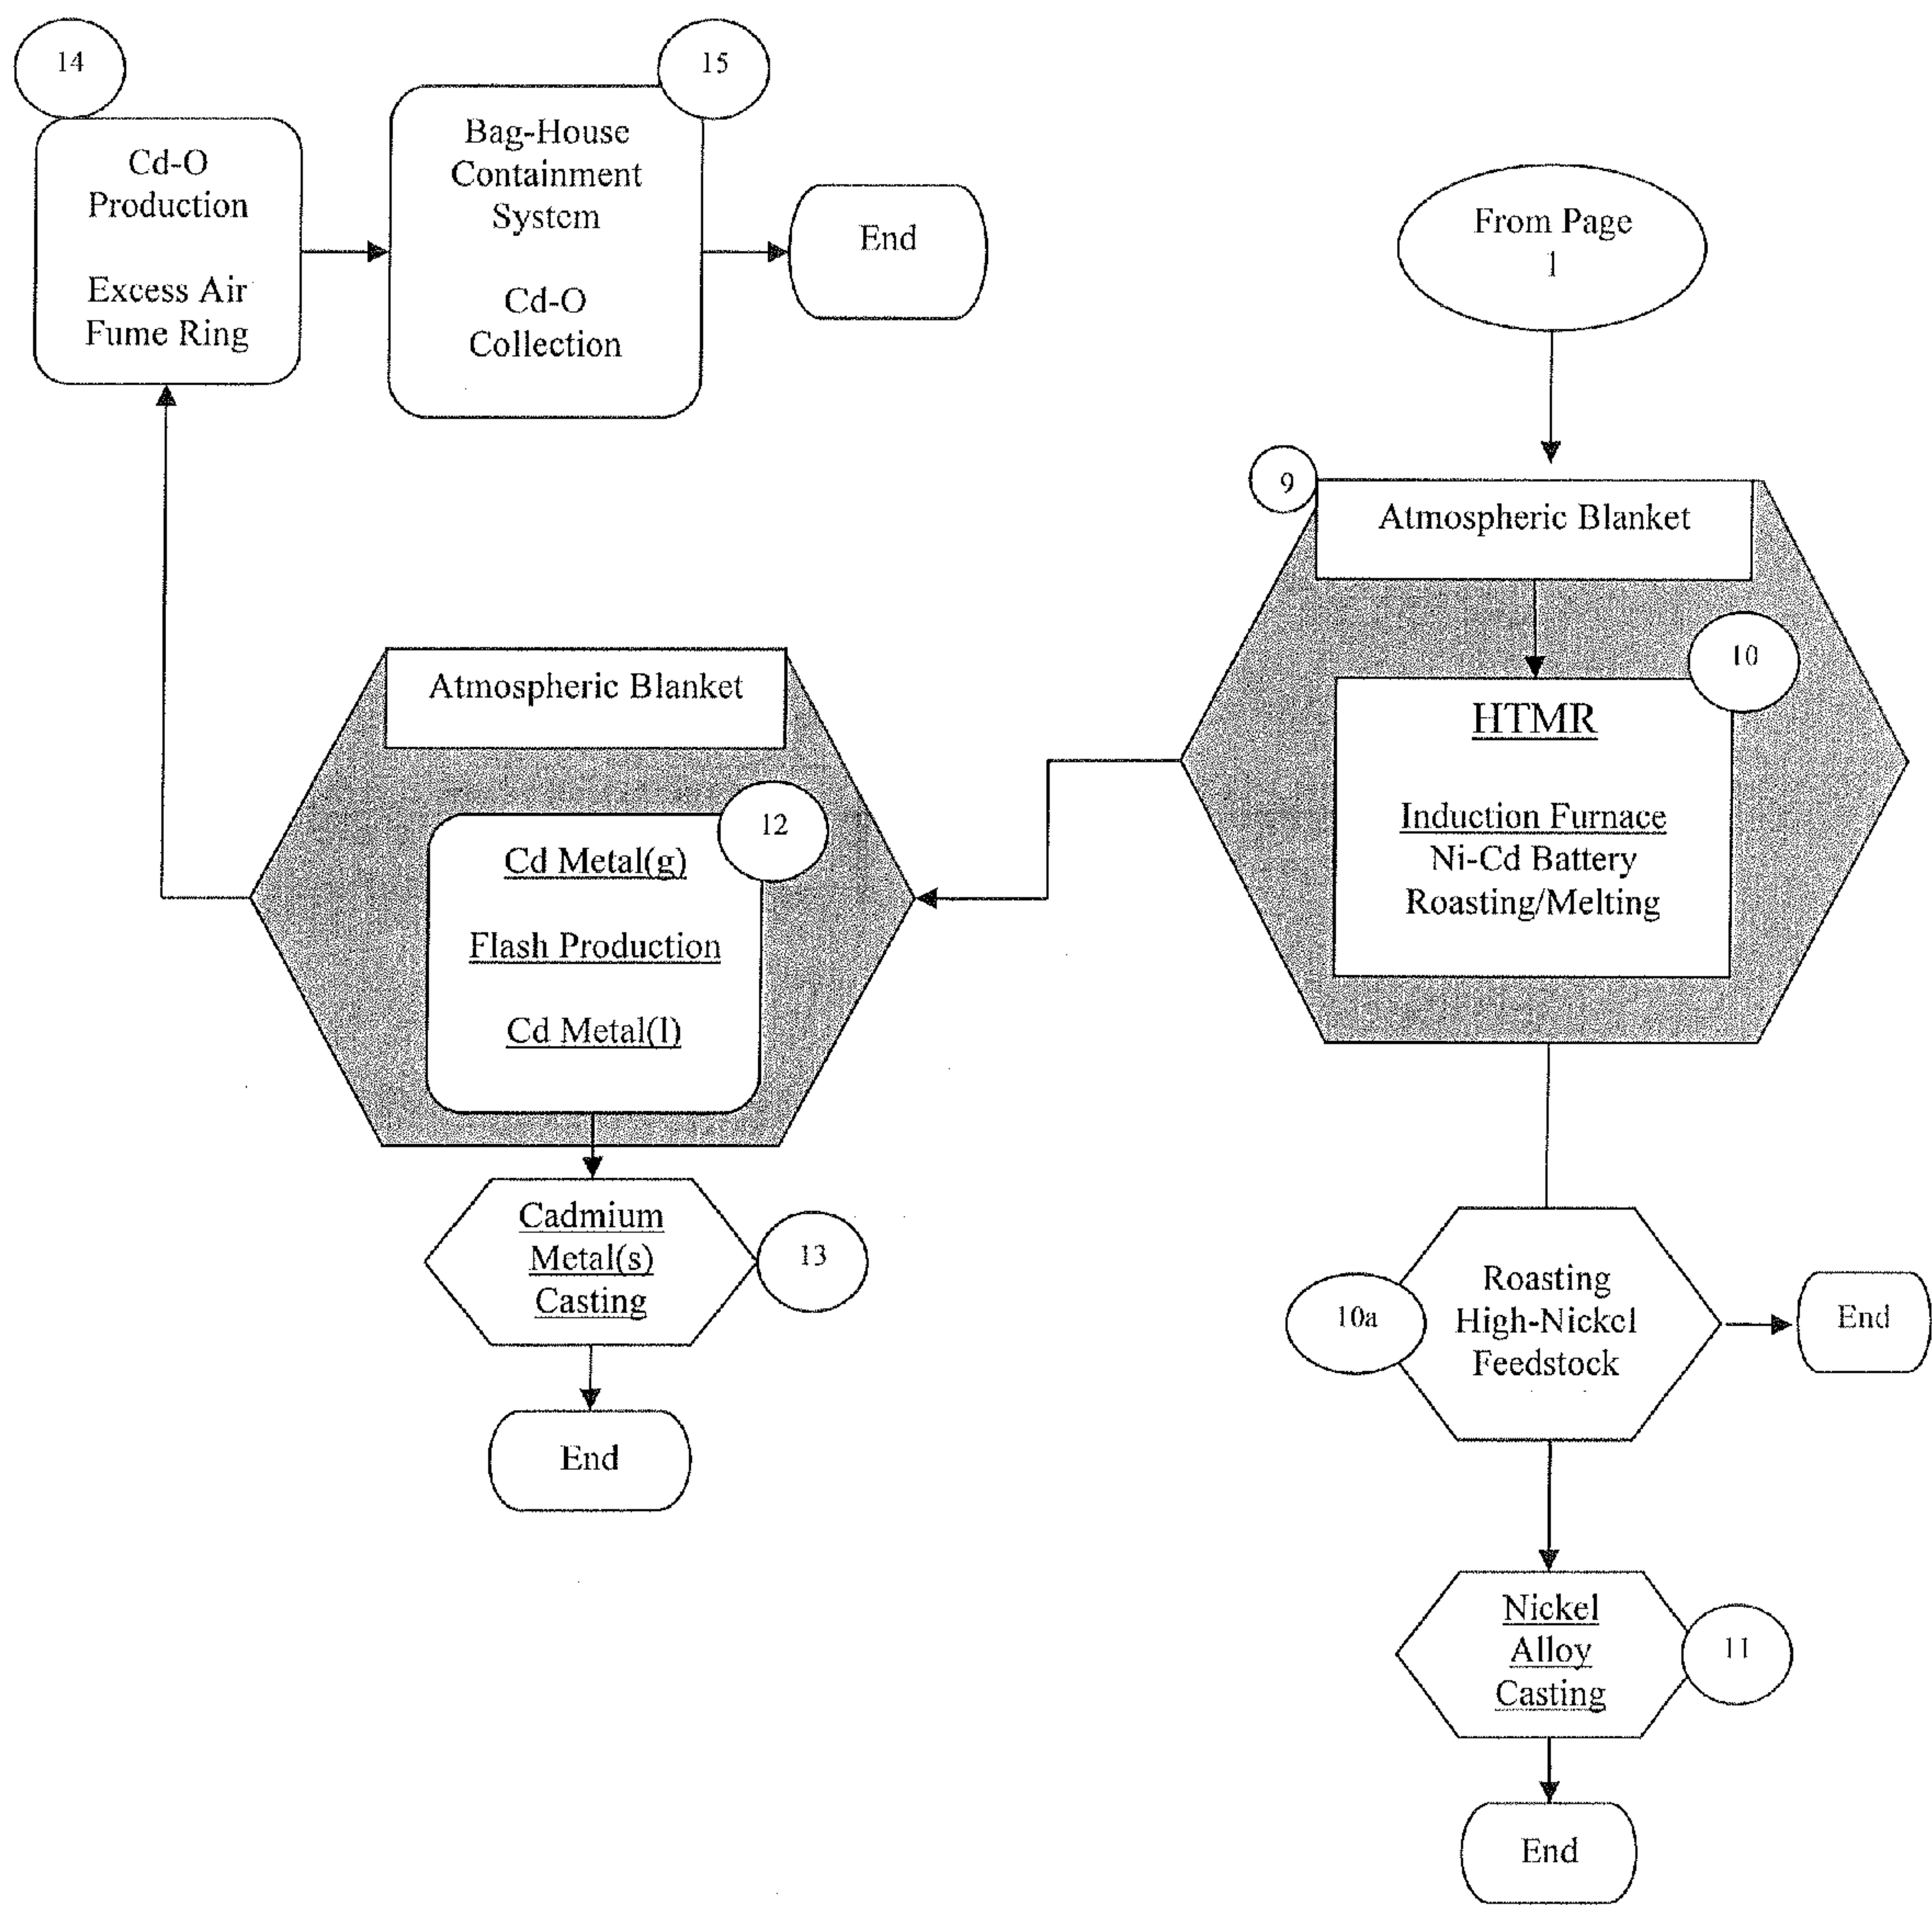 14
Cd-O
Production
Excess Air
Fume Ring
15
Bag-House
Containment
System
Cd-O
Collection
End
From Page
1
9
Atmospheric Blanket
10
HTMR
Induction Furnace
Ni-Cd Battery
Roasting/Melting
Atmospheric Blanket
12
Cd Metal(g)
Flash Production
Cd Metal(l)
Cadmium
Metal(s)
Casting
13
End
10a
Roasting
High-Nickel
Feedstock
End
Nickel
Alloy
Casting
11
End